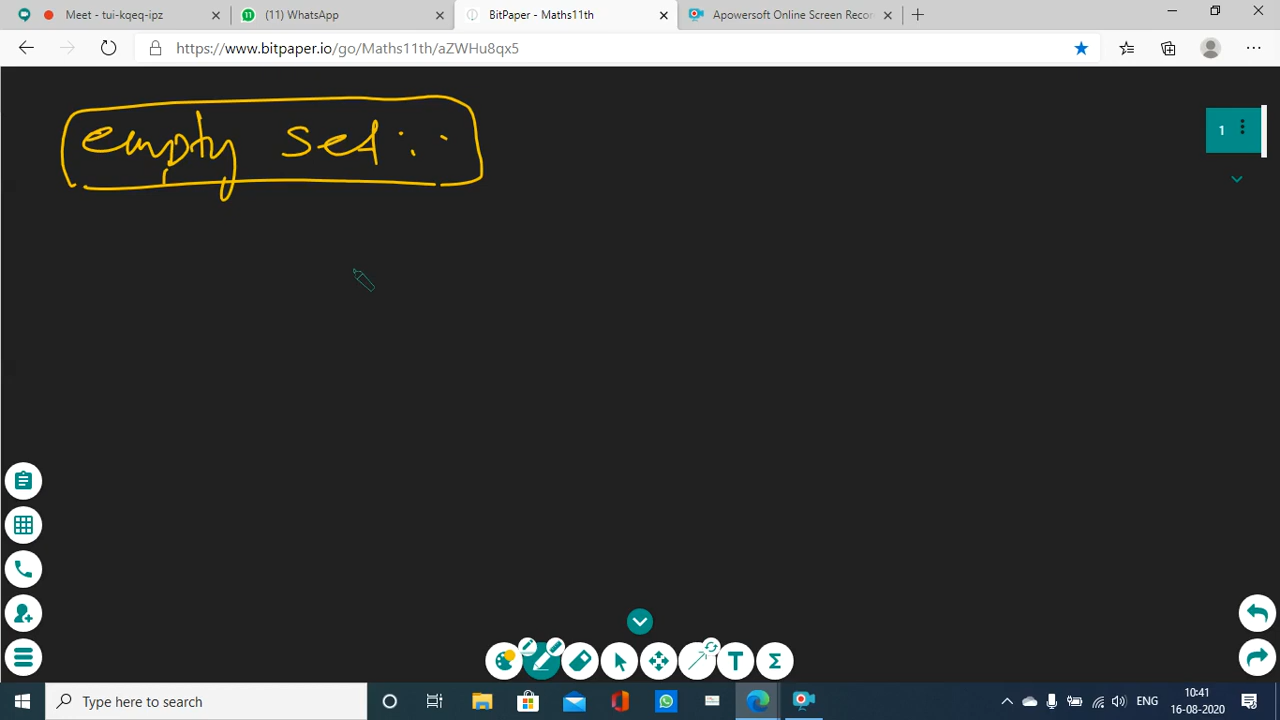 Meet - tui-kqeq-ipz
(11) WhatsApp
BitPaper - Maths11th
Apowersoft Online Screen Recor
https://www.bitpaper.io/go/Maths11th/aZWHu8qx5
empty set :-
1
T
Σ
Type here to search
ENG
10:41
16-08-2020